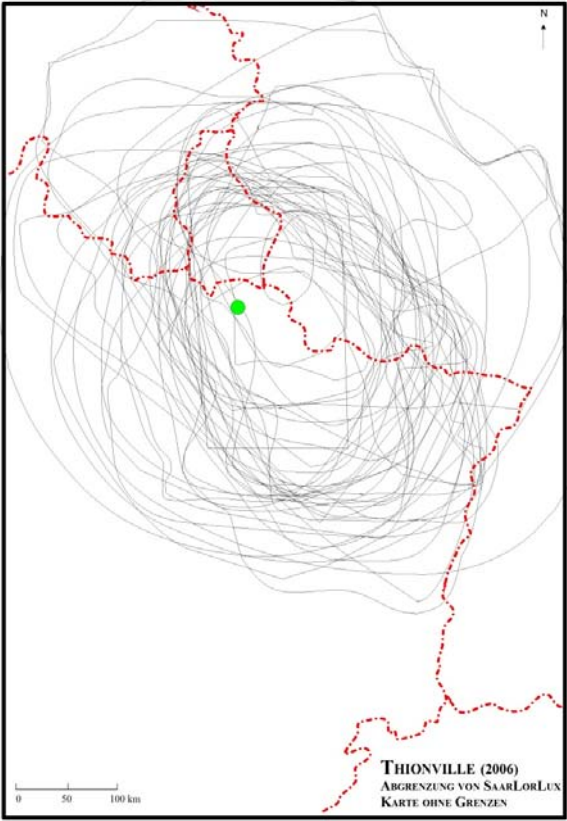 N
0 50 100 km
THIONVILLE (2006)
ABGRENZUNG VON SAARLORLUX
KARTE OHNE GRENZEN